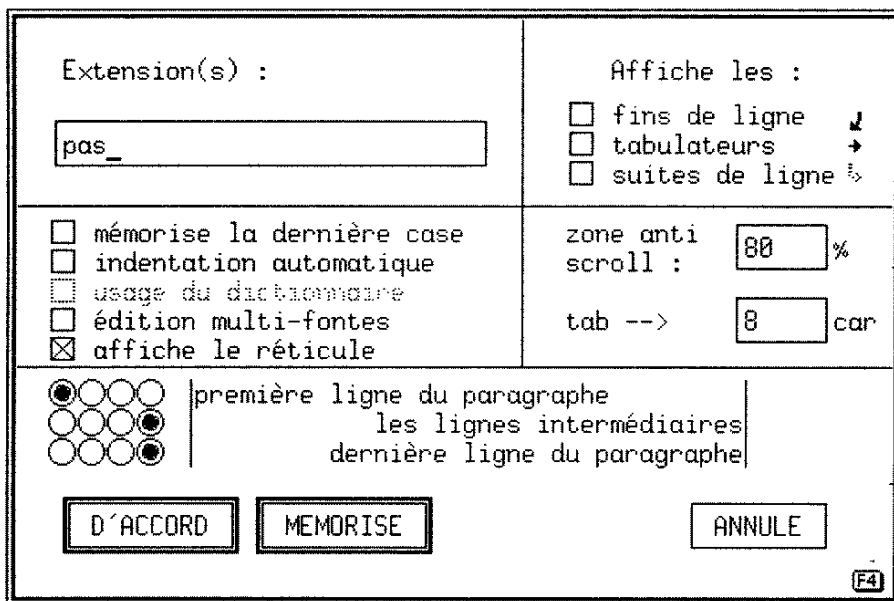 Extension(s) :
pas_
Affiche les :
fins de ligne
tabulateurs
suites de ligne
mémorise la dernière case
indentation automatique
usage du dictionnaire
édition multi-fontes
affiche le réticule
zone anti
scroll : 80 %
tab --> 8 car
première ligne du paragraphe
les lignes intermédiaires
dernière ligne du paragraphe
D´ACCORD
MEMORISE
ANNULE
F4